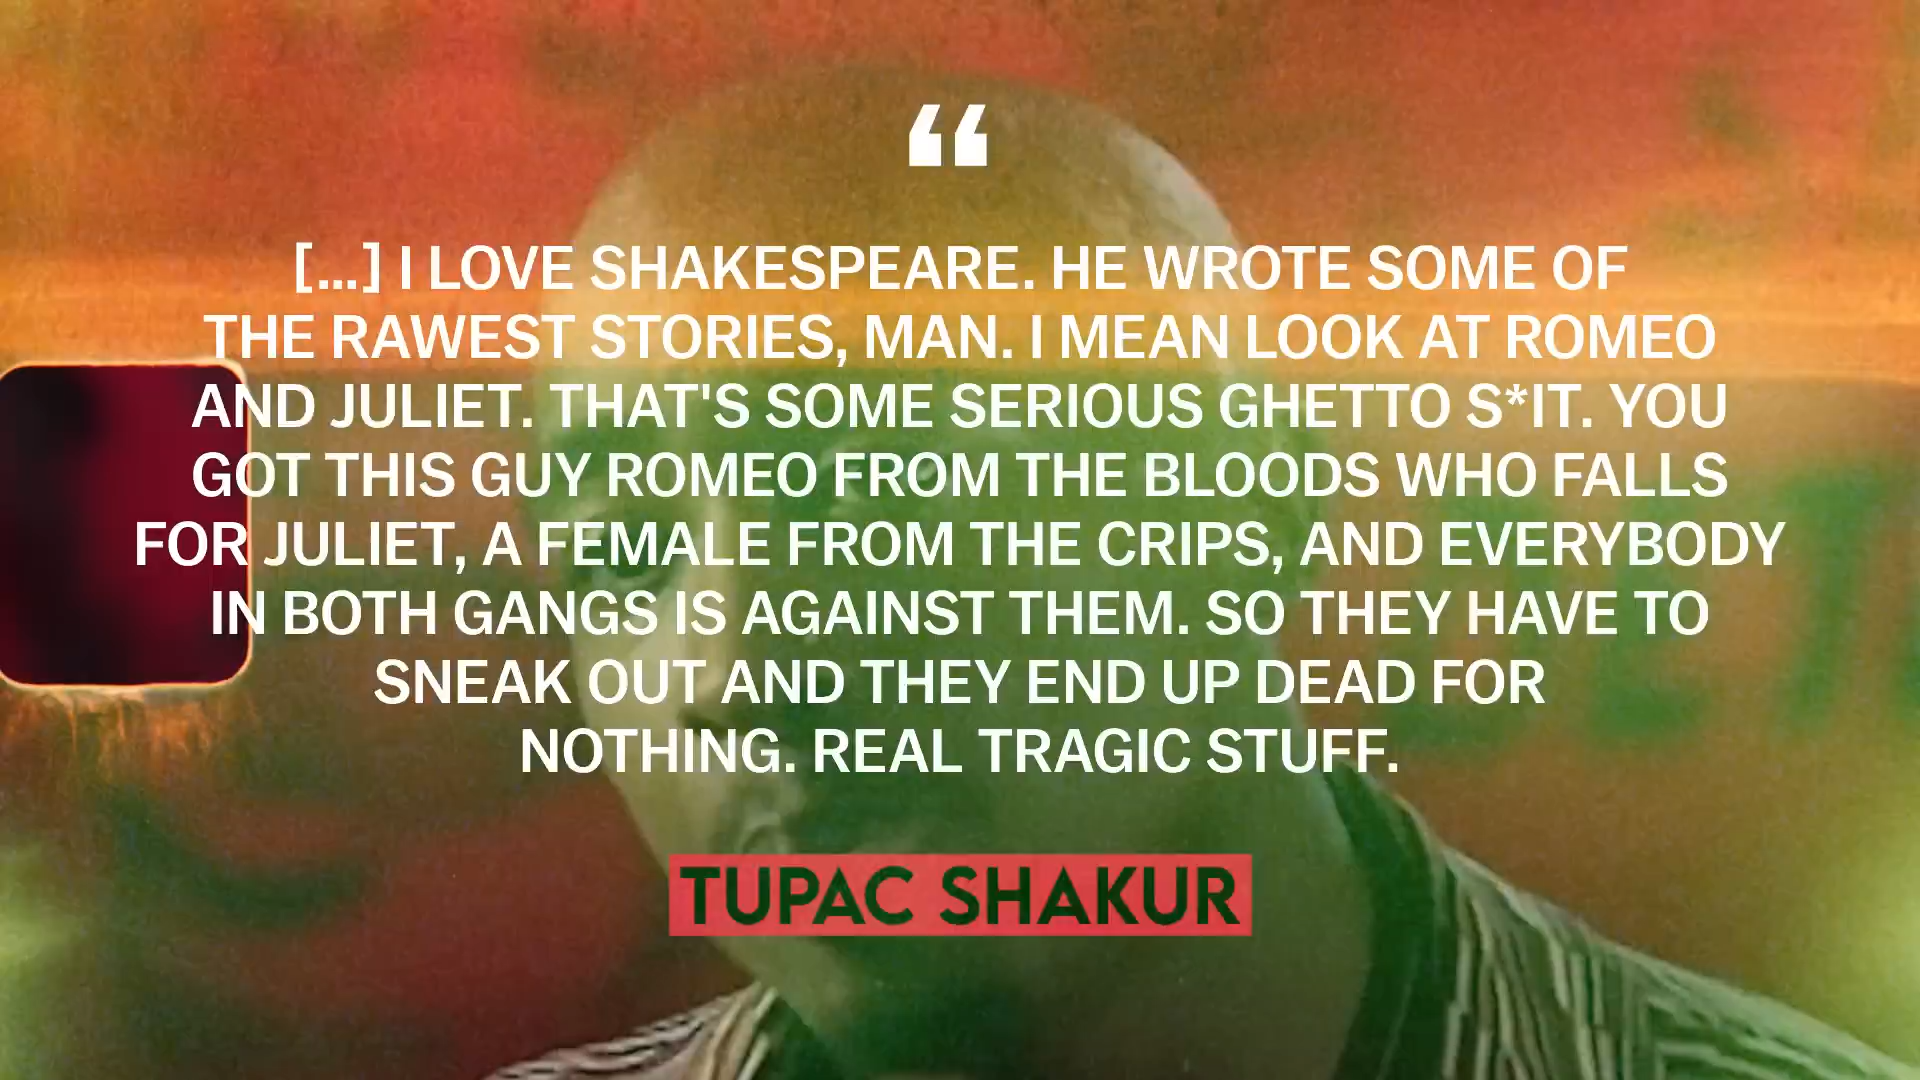 “
[...] I LOVE SHAKESPEARE. HE WROTE SOME OF
THE RAWEST STORIES, MAN. I MEAN LOOK AT ROMEO
AND JULIET. THAT'S SOME SERIOUS GHETTO S*IT. YOU
GOT THIS GUY ROMEO FROM THE BLOODS WHO FALLS
FOR JULIET, A FEMALE FROM THE CRIPS, AND EVERYBODY
IN BOTH GANGS IS AGAINST THEM. SO THEY HAVE TO
SNEAK OUT AND THEY END UP DEAD FOR
NOTHING. REAL TRAGIC STUFF.
TUPAC SHAKUR